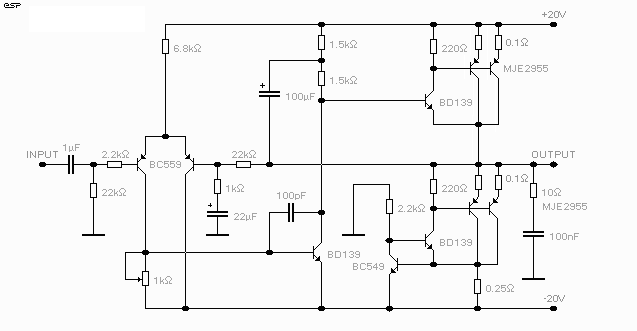 ESP
+20V
6.8kΩ
1.5kΩ
220Ω
0.1Ω
1.5kΩ
MJE2955
100µF
BD139
INPUT
1µF
2.2kΩ
BC559
22kΩ
OUTPUT
22kΩ
1kΩ
100pF
2.2kΩ
220Ω
0.1Ω
10Ω
MJE2955
22µF
BD139
100nF
BD139
BC549
1kΩ
0.25Ω
-20V